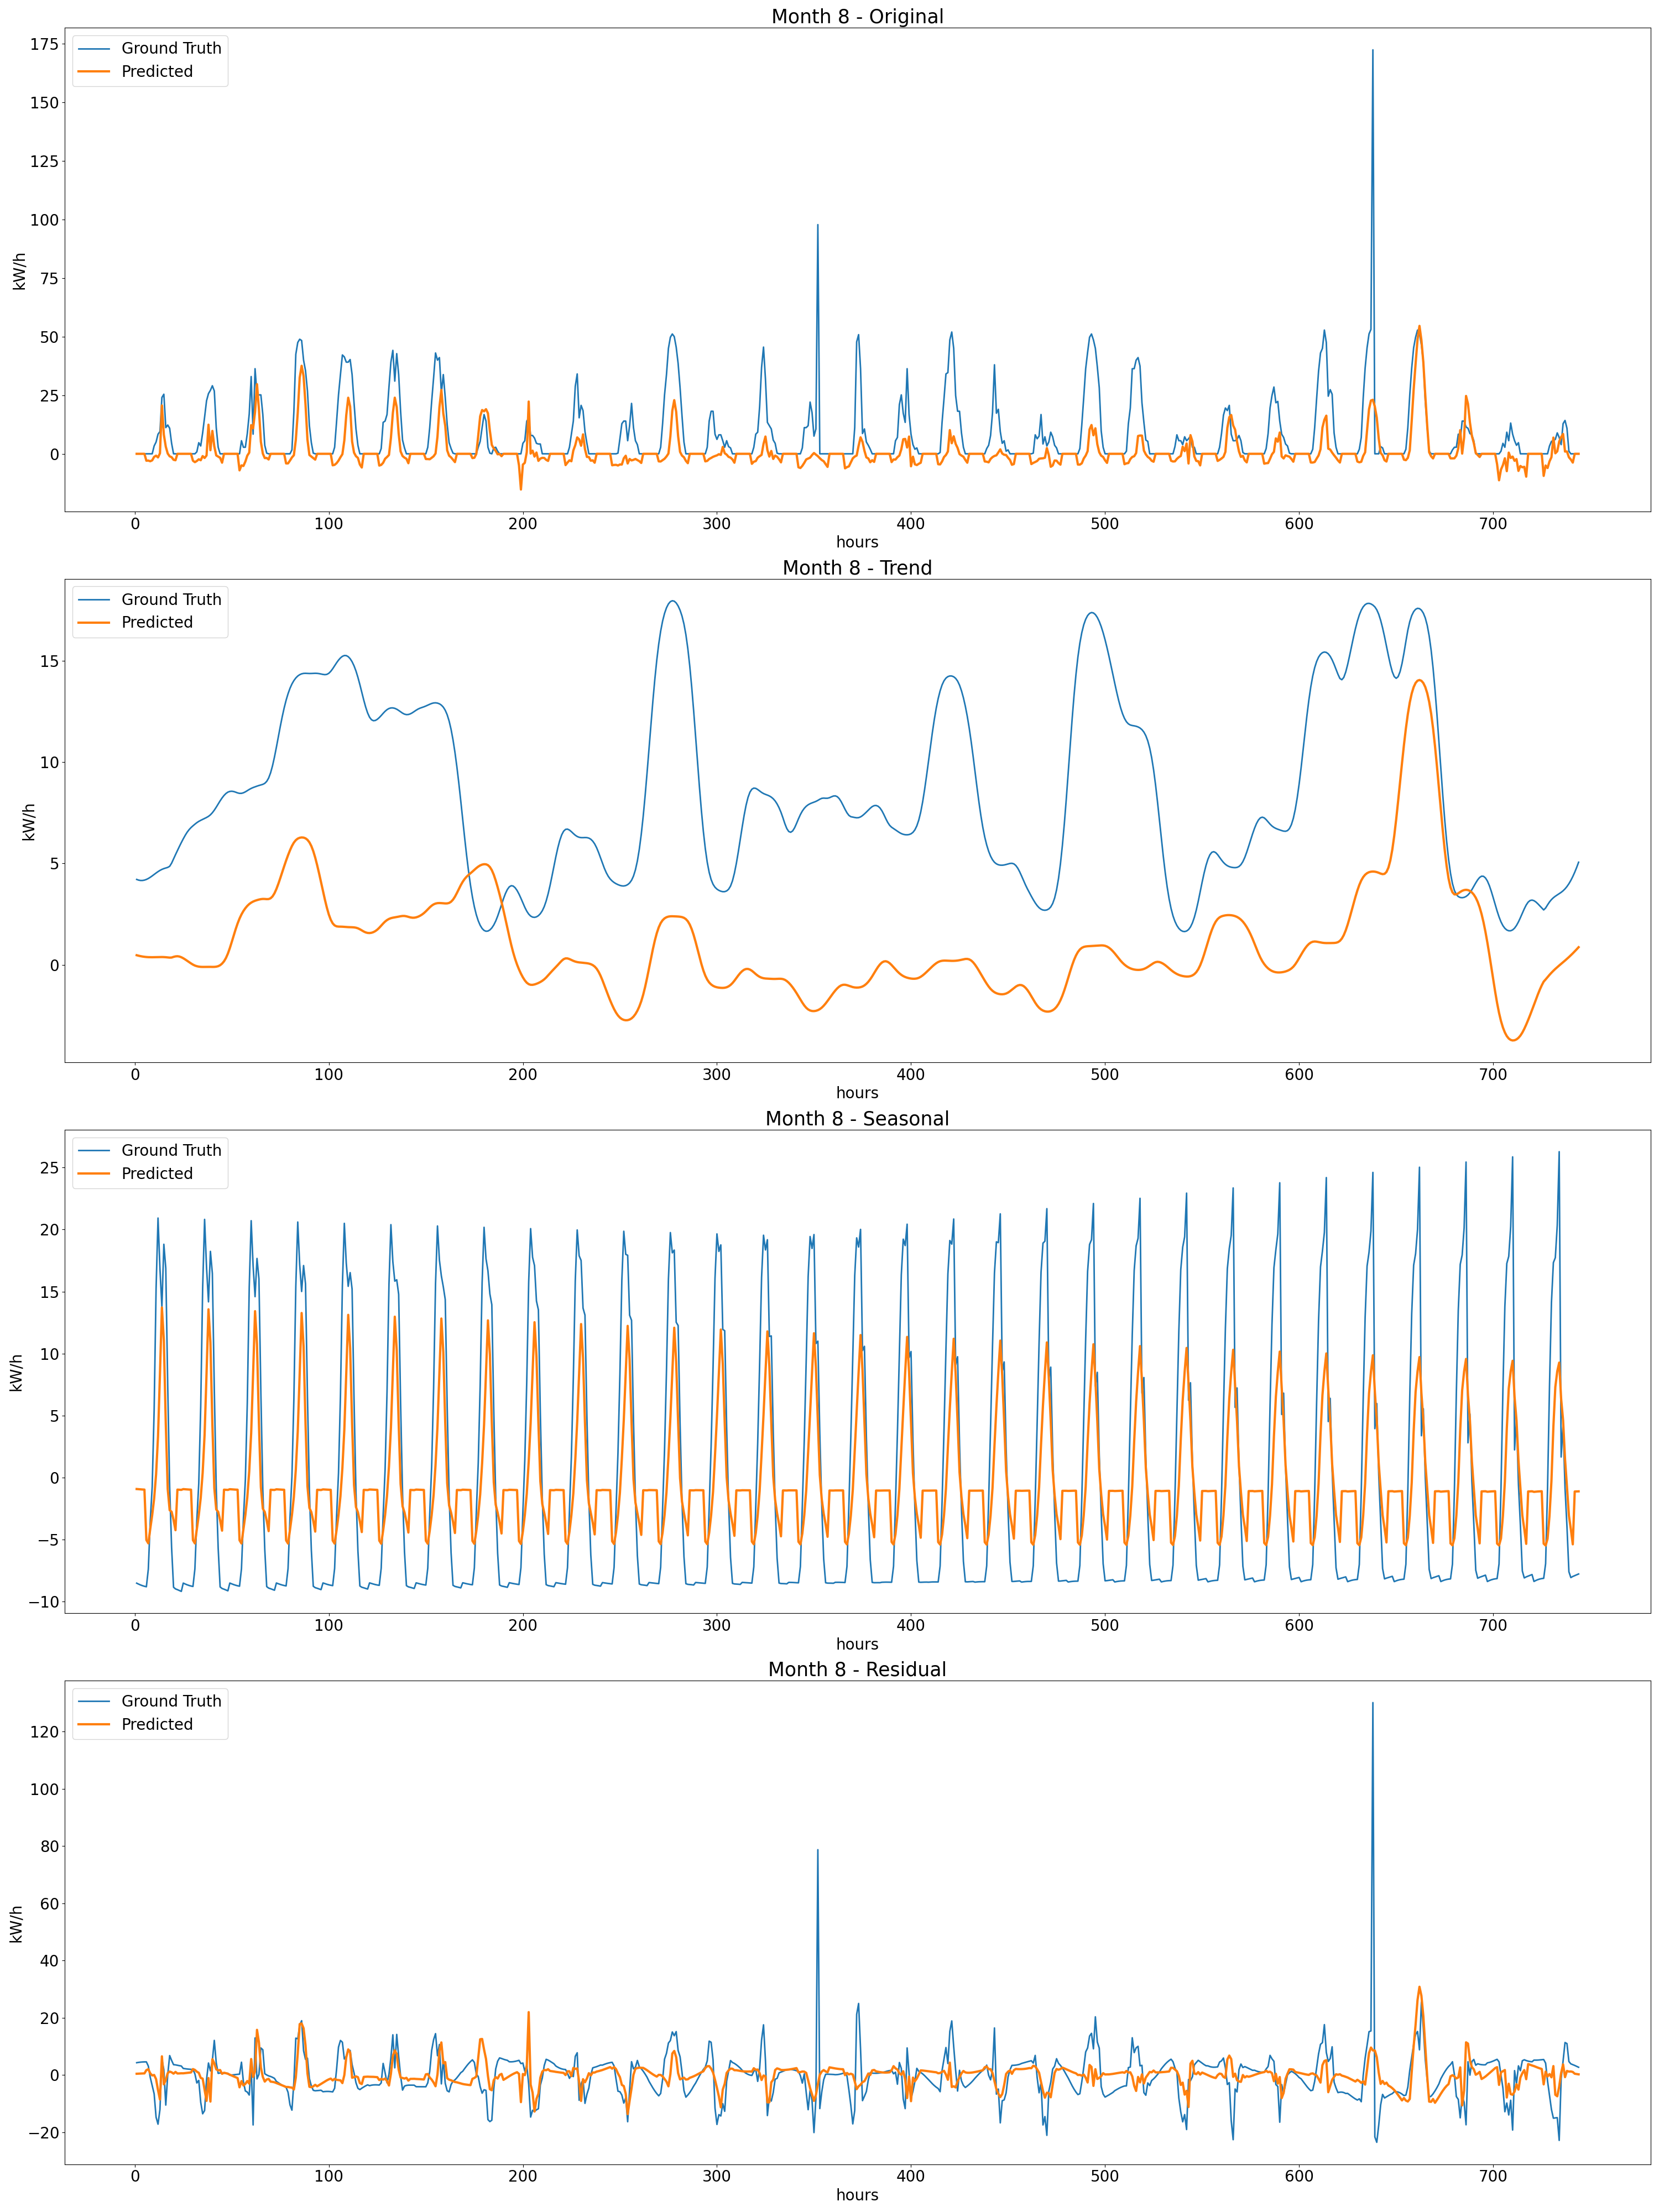 Month 8 - Original
Ground Truth
Predicted
175
150
125
100
75
50
25
0
kW/h
0 100 200 300 400 500 600 700
hours
Month 8 - Trend
Ground Truth
Predicted
15
10
5
0
kW/h
0 100 200 300 400 500 600 700
hours
Month 8 - Seasonal
Ground Truth
Predicted
25
20
15
10
5
0
−5
−10
kW/h
0 100 200 300 400 500 600 700
hours
Month 8 - Residual
Ground Truth
Predicted
120
100
80
60
40
20
0
−20
kW/h
0 100 200 300 400 500 600 700
hours